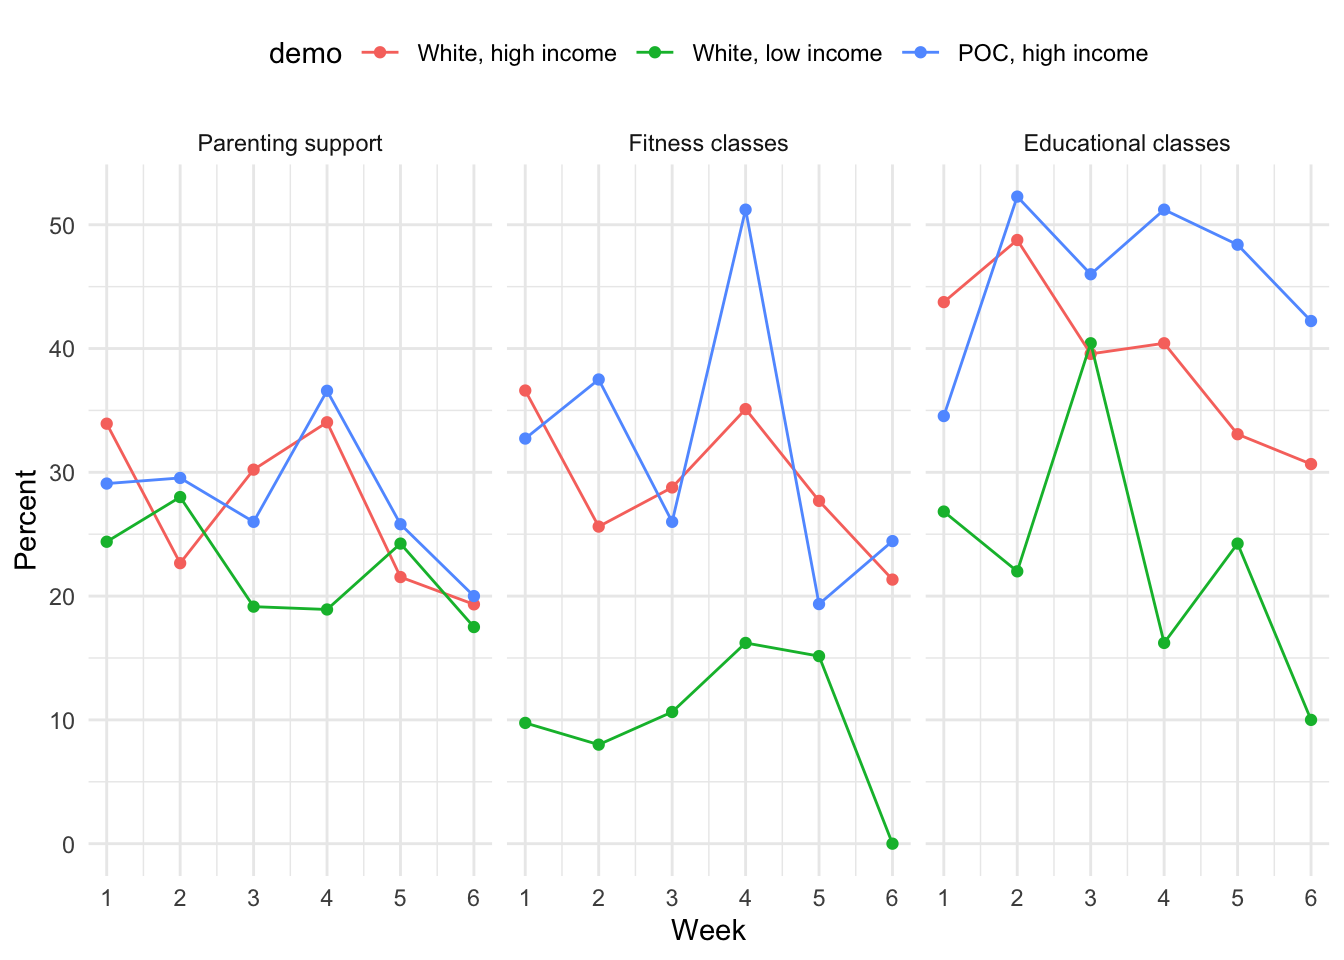 demo White, high income White, low income POC, high income
Parenting support Fitness classes Educational classes
50
40
30
20
10
0
Percent
1 2 3 4 5 6 1 2 3 4 5 6 1 2 3 4 5 6
Week